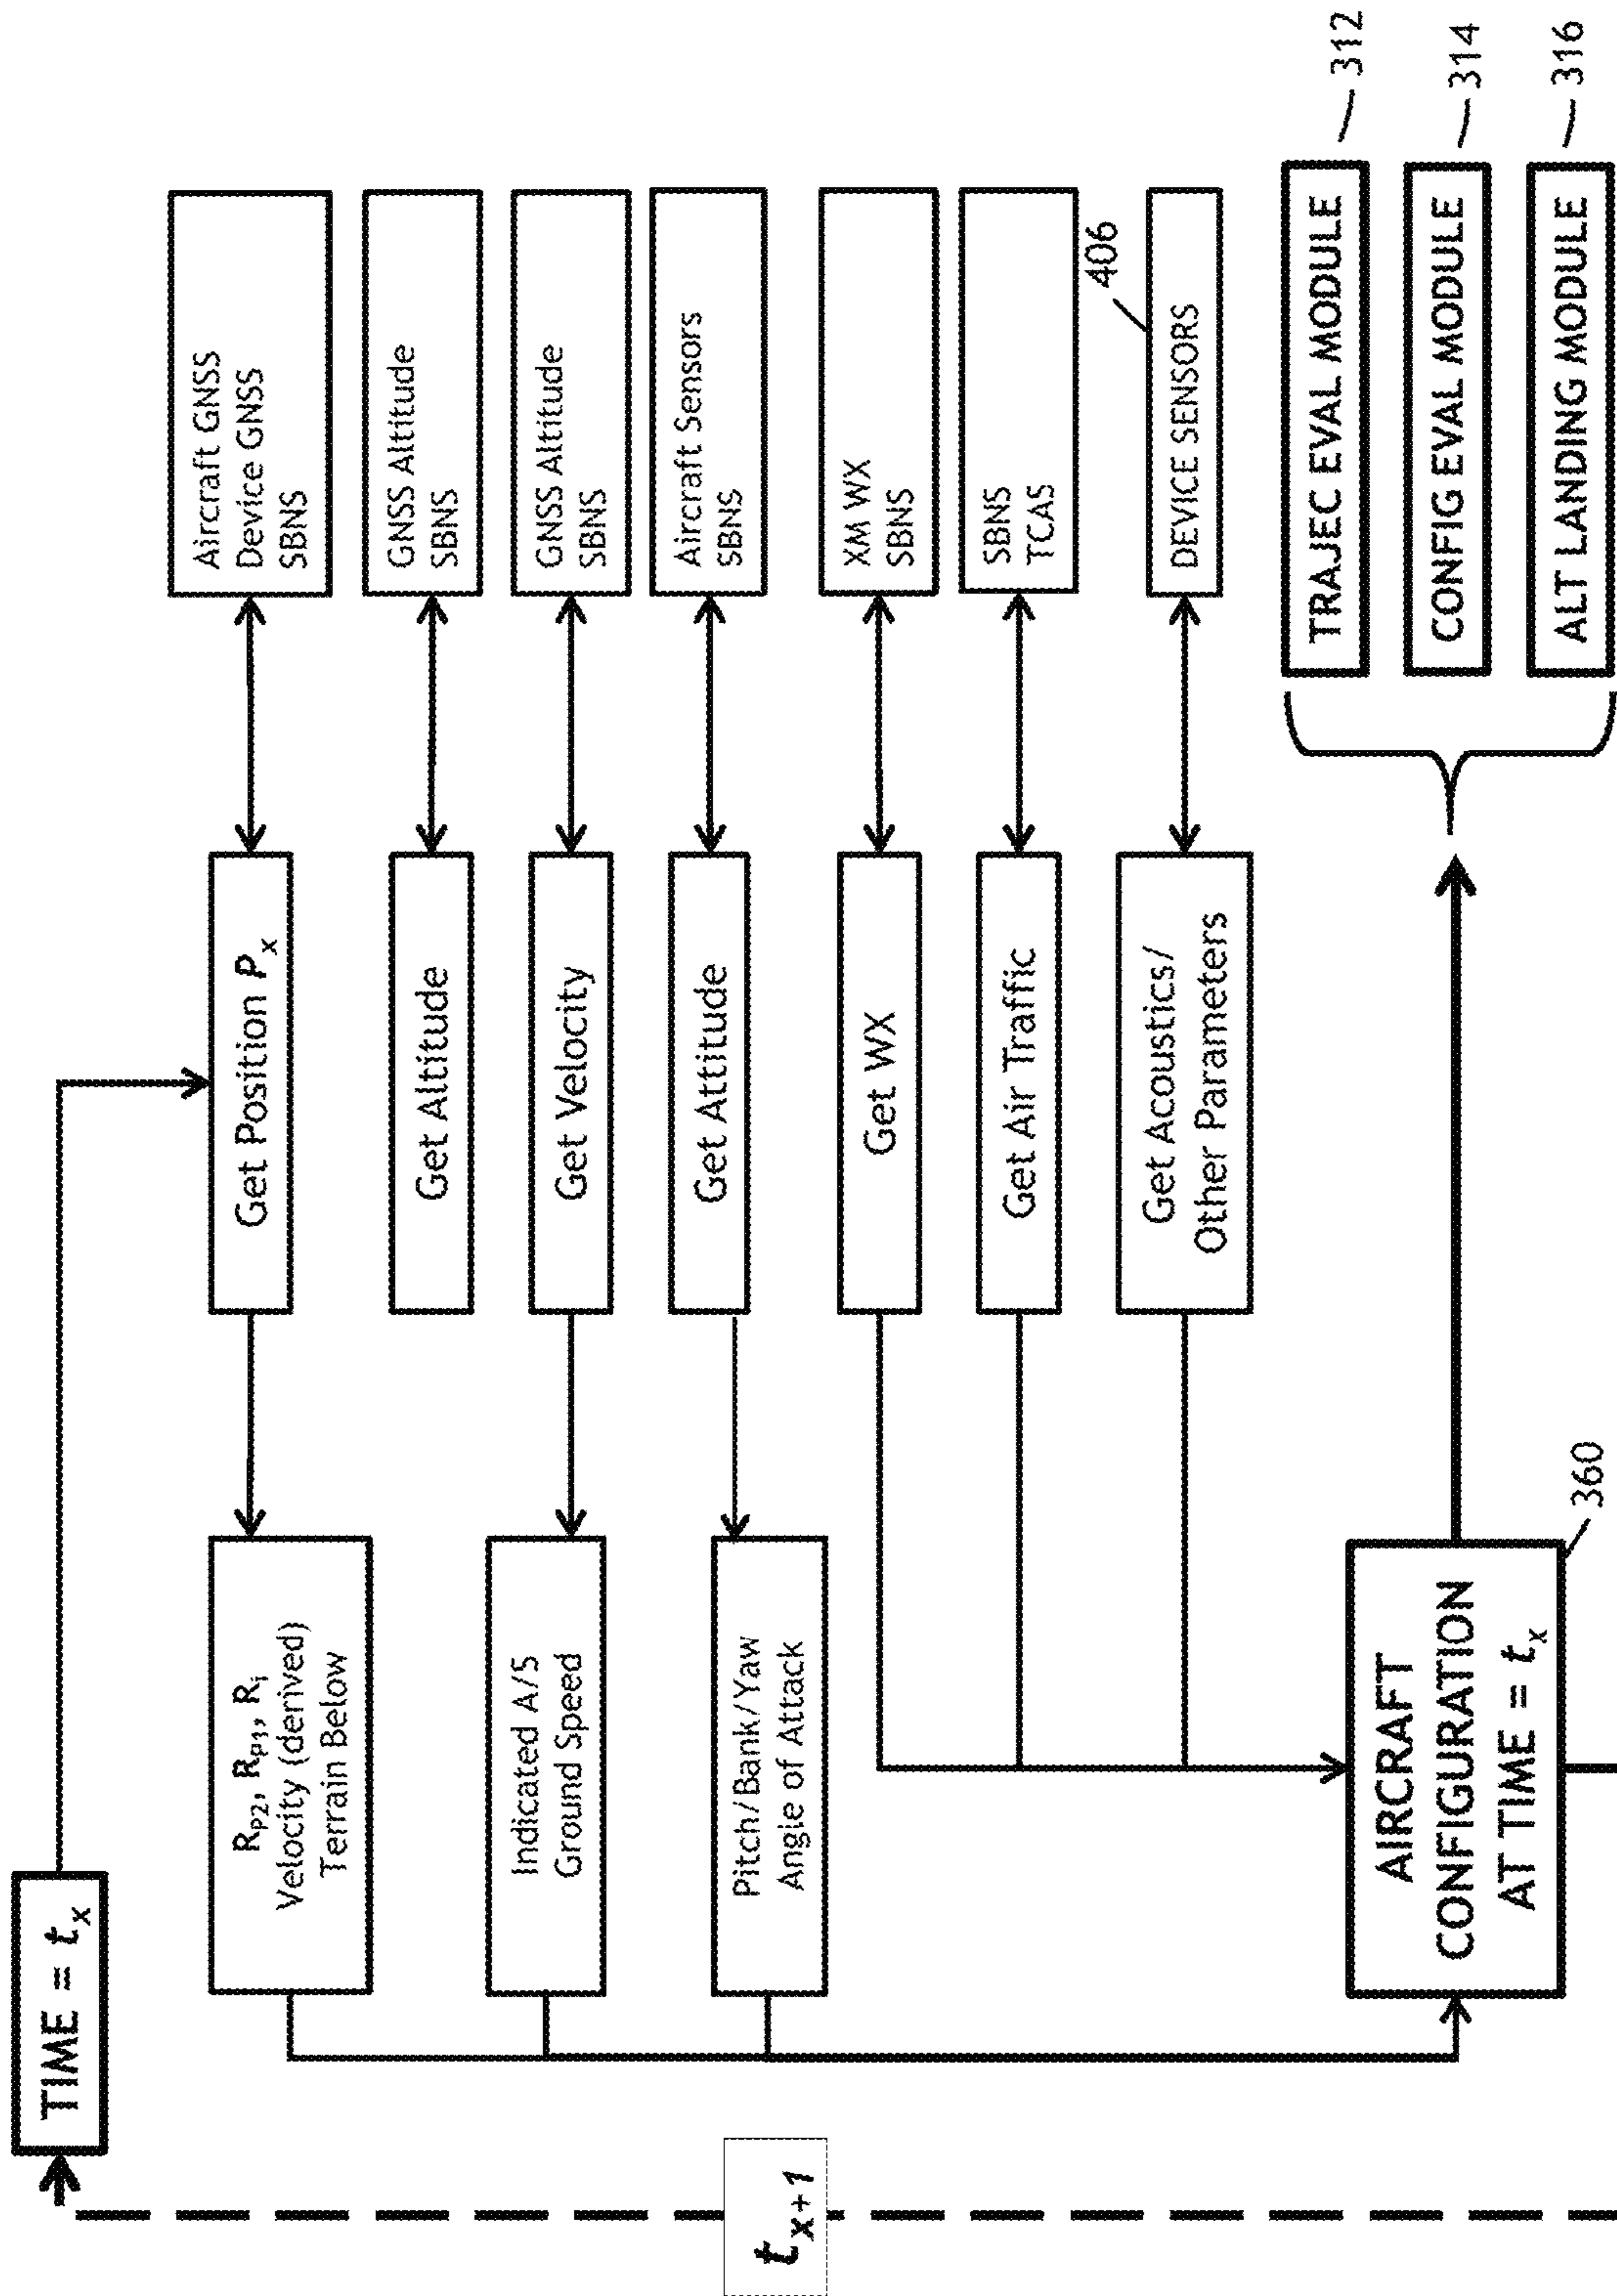 TIME = tx
Get Position Px
Aircraft GNSS
Device GNSS
SBNS
RP2, RP1, Ri
Velocity (derived)
Terrain Below
Get Altitude
GNSS Altitude
SBNS
Get Velocity
GNSS Altitude
SBNS
Indicated A/S
Ground Speed
Get Attitude
Aircraft Sensors
SBNS
Pitch/Bank/Yaw
Angle of Attack
Get WX
XM WX
SBNS
Get Air Traffic
SBNS
TCAS
Get Acoustics/
Other Parameters
406
DEVICE SENSORS
AIRCRAFT
CONFIGURATION
AT TIME = tx
360
TRAJEC EVAL MODULE
312
CONFIG EVAL MODULE
314
ALT LANDING MODULE
316
tx+1